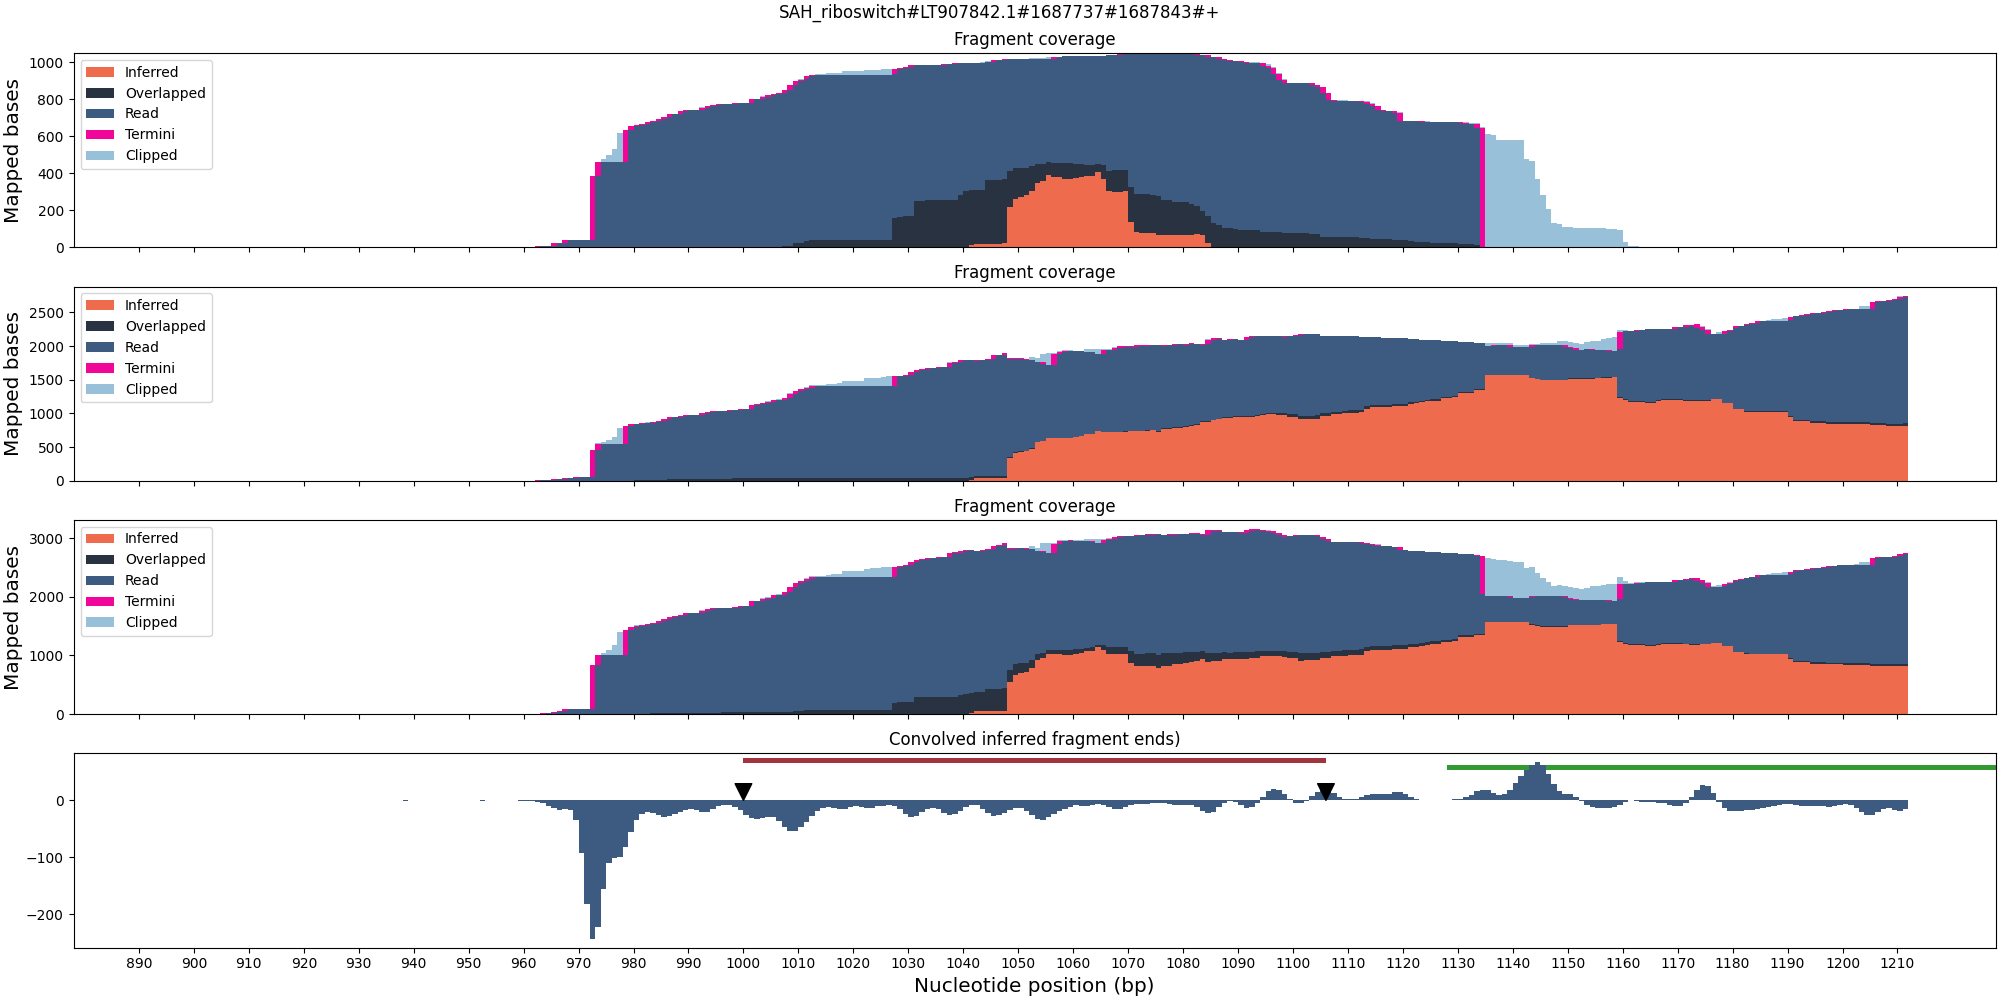 SAH_riboswitch#LT907842.1#1687737#1687843#+
Fragment coverage
Mapped bases
1000
800
600
400
200
0
Inferred
Overlapped
Read
Termini
Clipped
Fragment coverage
Mapped bases
2500
2000
1500
1000
500
0
Inferred
Overlapped
Read
Termini
Clipped
Fragment coverage
Mapped bases
3000
2000
1000
0
Inferred
Overlapped
Read
Termini
Clipped
Convolved inferred fragment ends)
0
−100
−200
890 900 910 920 930 940 950 960 970 980 990 1000 1010 1020 1030 1040 1050 1060 1070 1080 1090 1100 1110 1120 1130 1140 1150 1160 1170 1180 1190 1200 1210
Nucleotide position (bp)